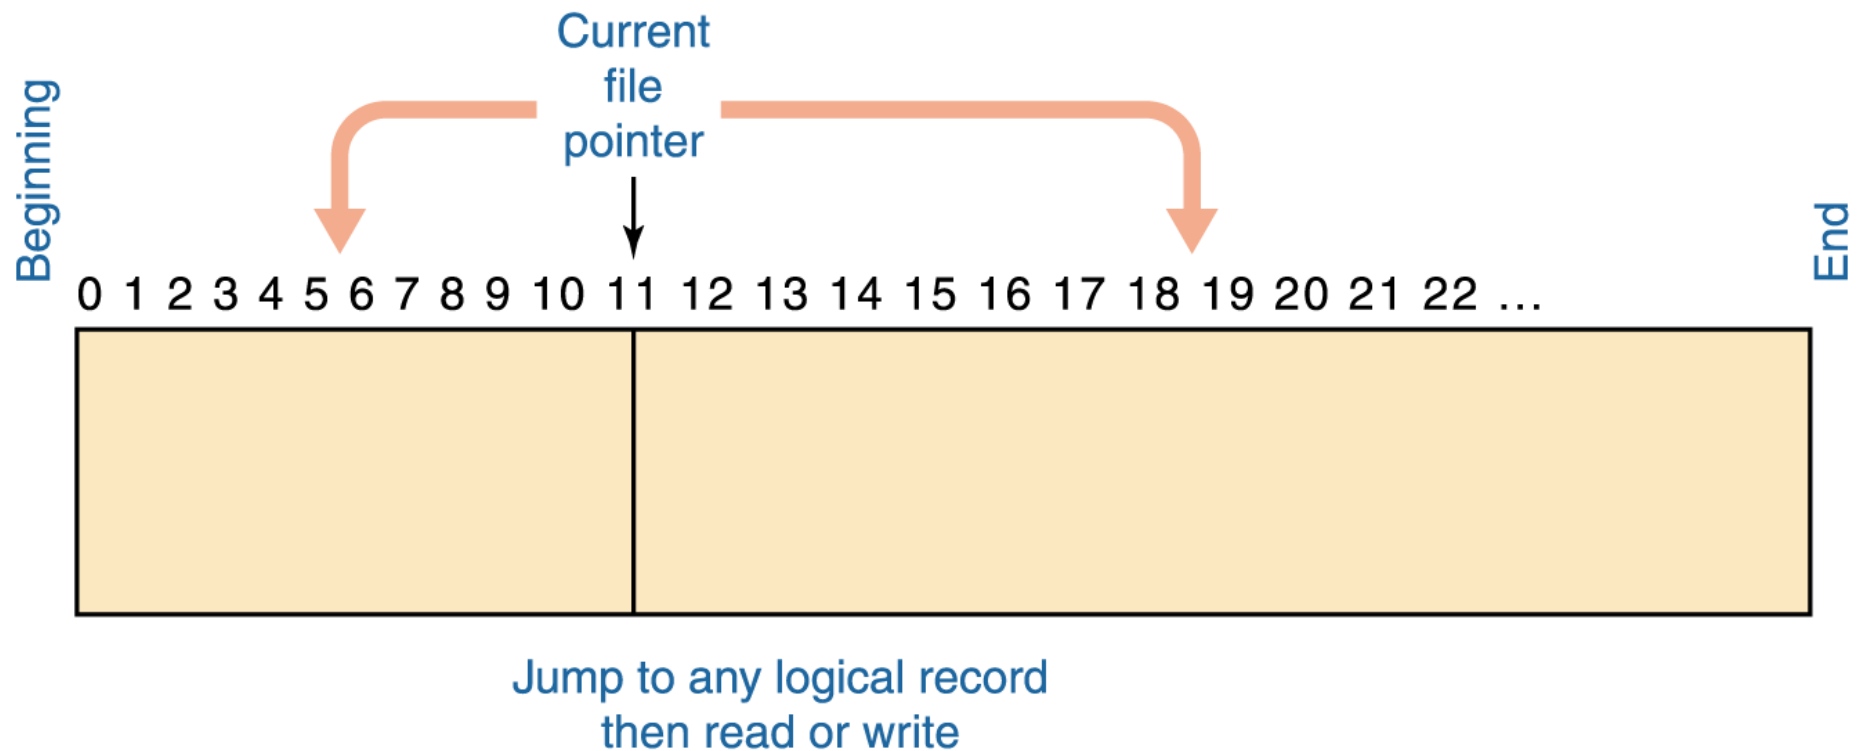 Current
file
pointer
Beginning
End
0 1 2 3 4 5 6 7 8 9 10 11 12 13 14 15 16 17 18 19 20 21 22 ...
Jump to any logical record
then read or write